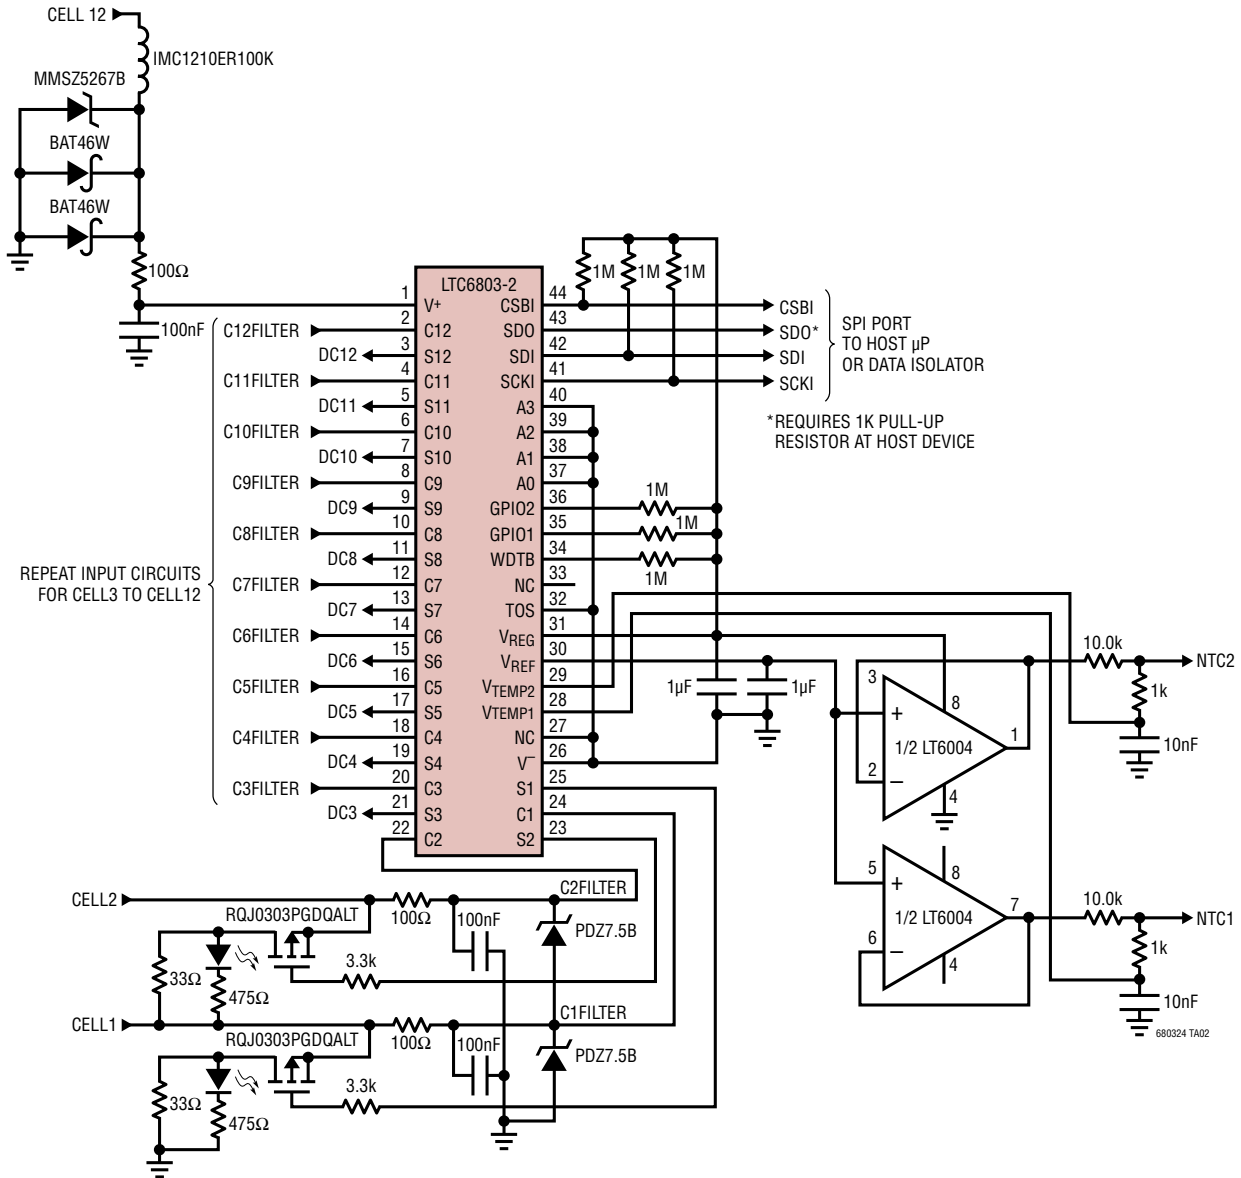 CELL 12
IMC1210ER100K
MMSZ5267B
BAT46W
BAT46W
100Ω
100nF
LTC6803-2
1 V+ CSBI 44
2 C12 SDO 43
3 S12 SDI 42
4 C11 SCKI 41
5 S11 A3 40
6 C10 A2 39
7 S10 A1 38
8 C9 A0 37
9 S9 GPIO2 36
10 C8 GPIO1 35
11 S8 WDTB 34
12 C7 NC 33
13 S7 TOS 32
14 C6 VREG 31
15 S6 VREF 30
16 C5 VTEMP2 29
17 S5 VTEMP1 28
18 C4 NC 27
19 S4 V− 26
20 C3 S1 25
21 S3 C1 24
22 C2 S2 23
C12FILTER
DC12
C11FILTER
DC11
C10FILTER
DC10
C9FILTER
DC9
C8FILTER
DC8
C7FILTER
DC7
C6FILTER
DC6
C5FILTER
DC5
C4FILTER
DC4
C3FILTER
DC3
REPEAT INPUT CIRCUITS
FOR CELL3 TO CELL12
1M
1M
1M
CSBI
SDO*
SDI
SCKI
SPI PORT
TO HOST µP
OR DATA ISOLATOR
*REQUIRES 1K PULL-UP
RESISTOR AT HOST DEVICE
1M
1M
1M
1µF
1µF
3
+
8
1/2 LT6004
1
2
−
4
10.0k
NTC2
1k
10nF
5
+
8
1/2 LT6004
7
6
−
4
10.0k
NTC1
1k
10nF
680324 TA02
CELL2
RQJ0303PGDQALT
100Ω
100nF
C2FILTER
PDZ7.5B
33Ω
475Ω
3.3k
CELL1
RQJ0303PGDQALT
100Ω
100nF
C1FILTER
PDZ7.5B
33Ω
475Ω
3.3k